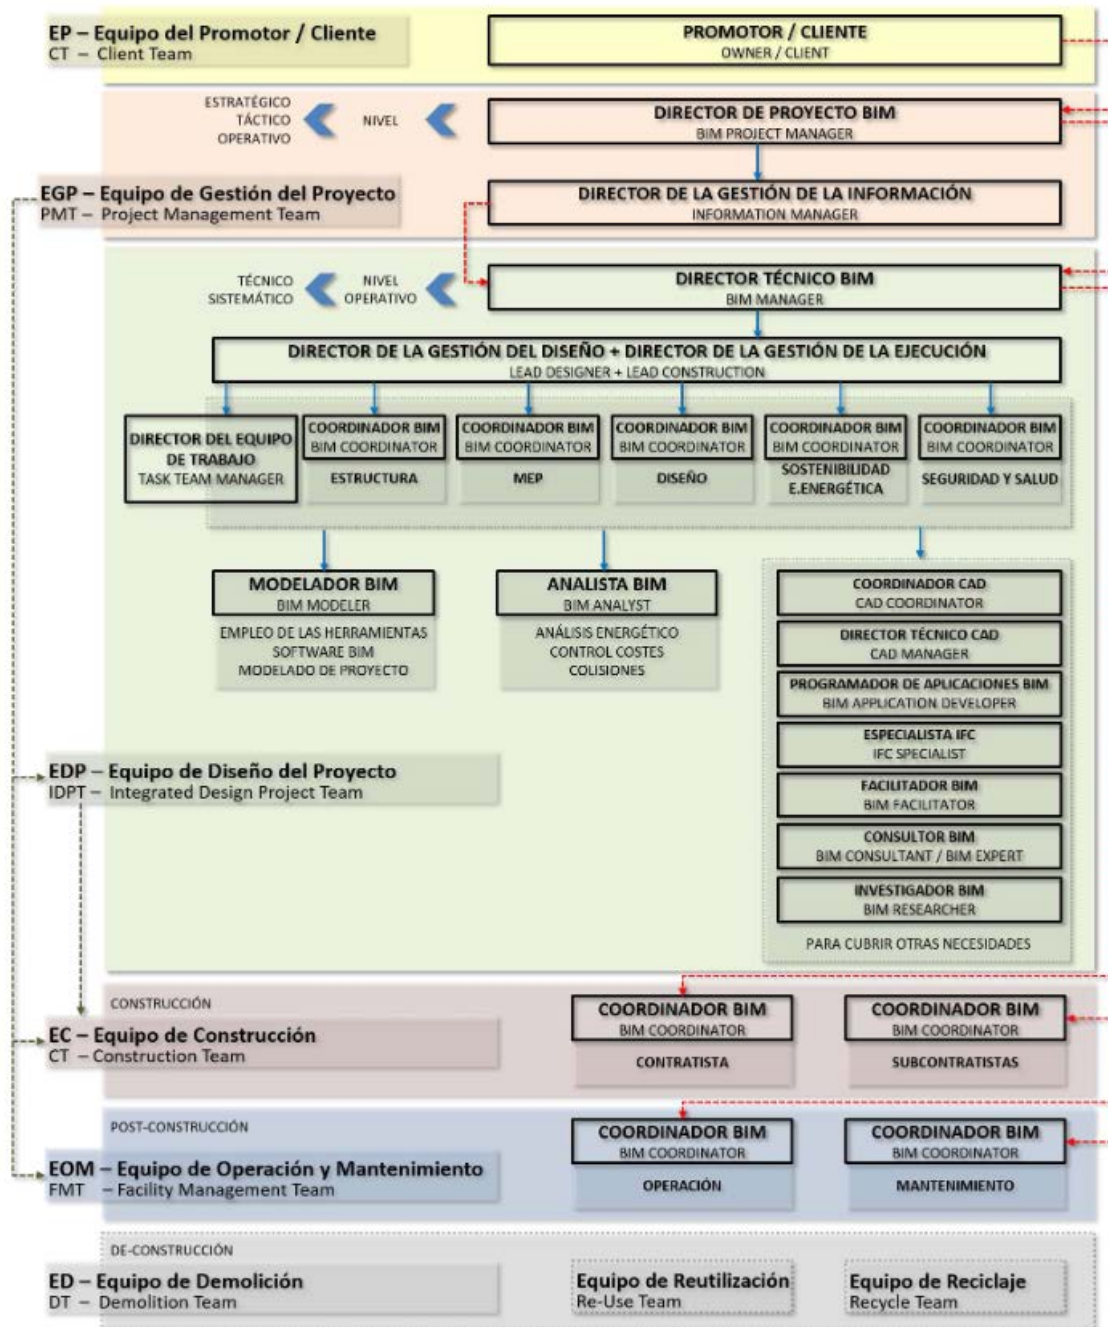 EP – Equipo del Promotor / Cliente
CT – Client Team
PROMOTOR / CLIENTE
OWNER / CLIENT
ESTRATÉGICO
TÁCTICO
OPERATIVO
NIVEL
DIRECTOR DE PROYECTO BIM
BIM PROJECT MANAGER
EGP – Equipo de Gestión del Proyecto
PMT – Project Management Team
DIRECTOR DE LA GESTIÓN DE LA INFORMACIÓN
INFORMATION MANAGER
TÉCNICO
SISTEMÁTICO
NIVEL
OPERATIVO
DIRECTOR TÉCNICO BIM
BIM MANAGER
DIRECTOR DE LA GESTIÓN DEL DISEÑO + DIRECTOR DE LA GESTIÓN DE LA EJECUCIÓN
LEAD DESIGNER + LEAD CONSTRUCTION
DIRECTOR DEL EQUIPO
DE TRABAJO
TASK TEAM MANAGER
COORDINADOR BIM
BIM COORDINATOR
ESTRUCTURA
COORDINADOR BIM
BIM COORDINATOR
MEP
COORDINADOR BIM
BIM COORDINATOR
DISEÑO
COORDINADOR BIM
BIM COORDINATOR
SOSTENIBILIDAD
E.ENERGÉTICA
COORDINADOR BIM
BIM COORDINATOR
SEGURIDAD Y SALUD
MODELADOR BIM
BIM MODELER
EMPLEO DE LAS HERRAMIENTAS
SOFTWARE BIM
MODELADO DE PROYECTO
ANALISTA BIM
BIM ANALYST
ANÁLISIS ENERGÉTICO
CONTROL COSTES
COLISIONES
COORDINADOR CAD
CAD COORDINATOR
DIRECTOR TÉCNICO CAD
CAD MANAGER
PROGRAMADOR DE APLICACIONES BIM
BIM APPLICATION DEVELOPER
ESPECIALISTA IFC
IFC SPECIALIST
FACILITADOR BIM
BIM FACILITATOR
CONSULTOR BIM
BIM CONSULTANT / BIM EXPERT
INVESTIGADOR BIM
BIM RESEARCHER
PARA CUBRIR OTRAS NECESIDADES
EDP – Equipo de Diseño del Proyecto
IDPT – Integrated Design Project Team
CONSTRUCCIÓN
EC – Equipo de Construcción
CT – Construction Team
COORDINADOR BIM
BIM COORDINATOR
CONTRATISTA
COORDINADOR BIM
BIM COORDINATOR
SUBCONTRATISTAS
POST-CONSTRUCCIÓN
EOM – Equipo de Operación y Mantenimiento
FMT – Facility Management Team
COORDINADOR BIM
BIM COORDINATOR
OPERACIÓN
COORDINADOR BIM
BIM COORDINATOR
MANTENIMIENTO
DE-CONSTRUCCIÓN
ED – Equipo de Demolición
DT – Demolition Team
Equipo de Reutilización
Re-Use Team
Equipo de Reciclaje
Recycle Team